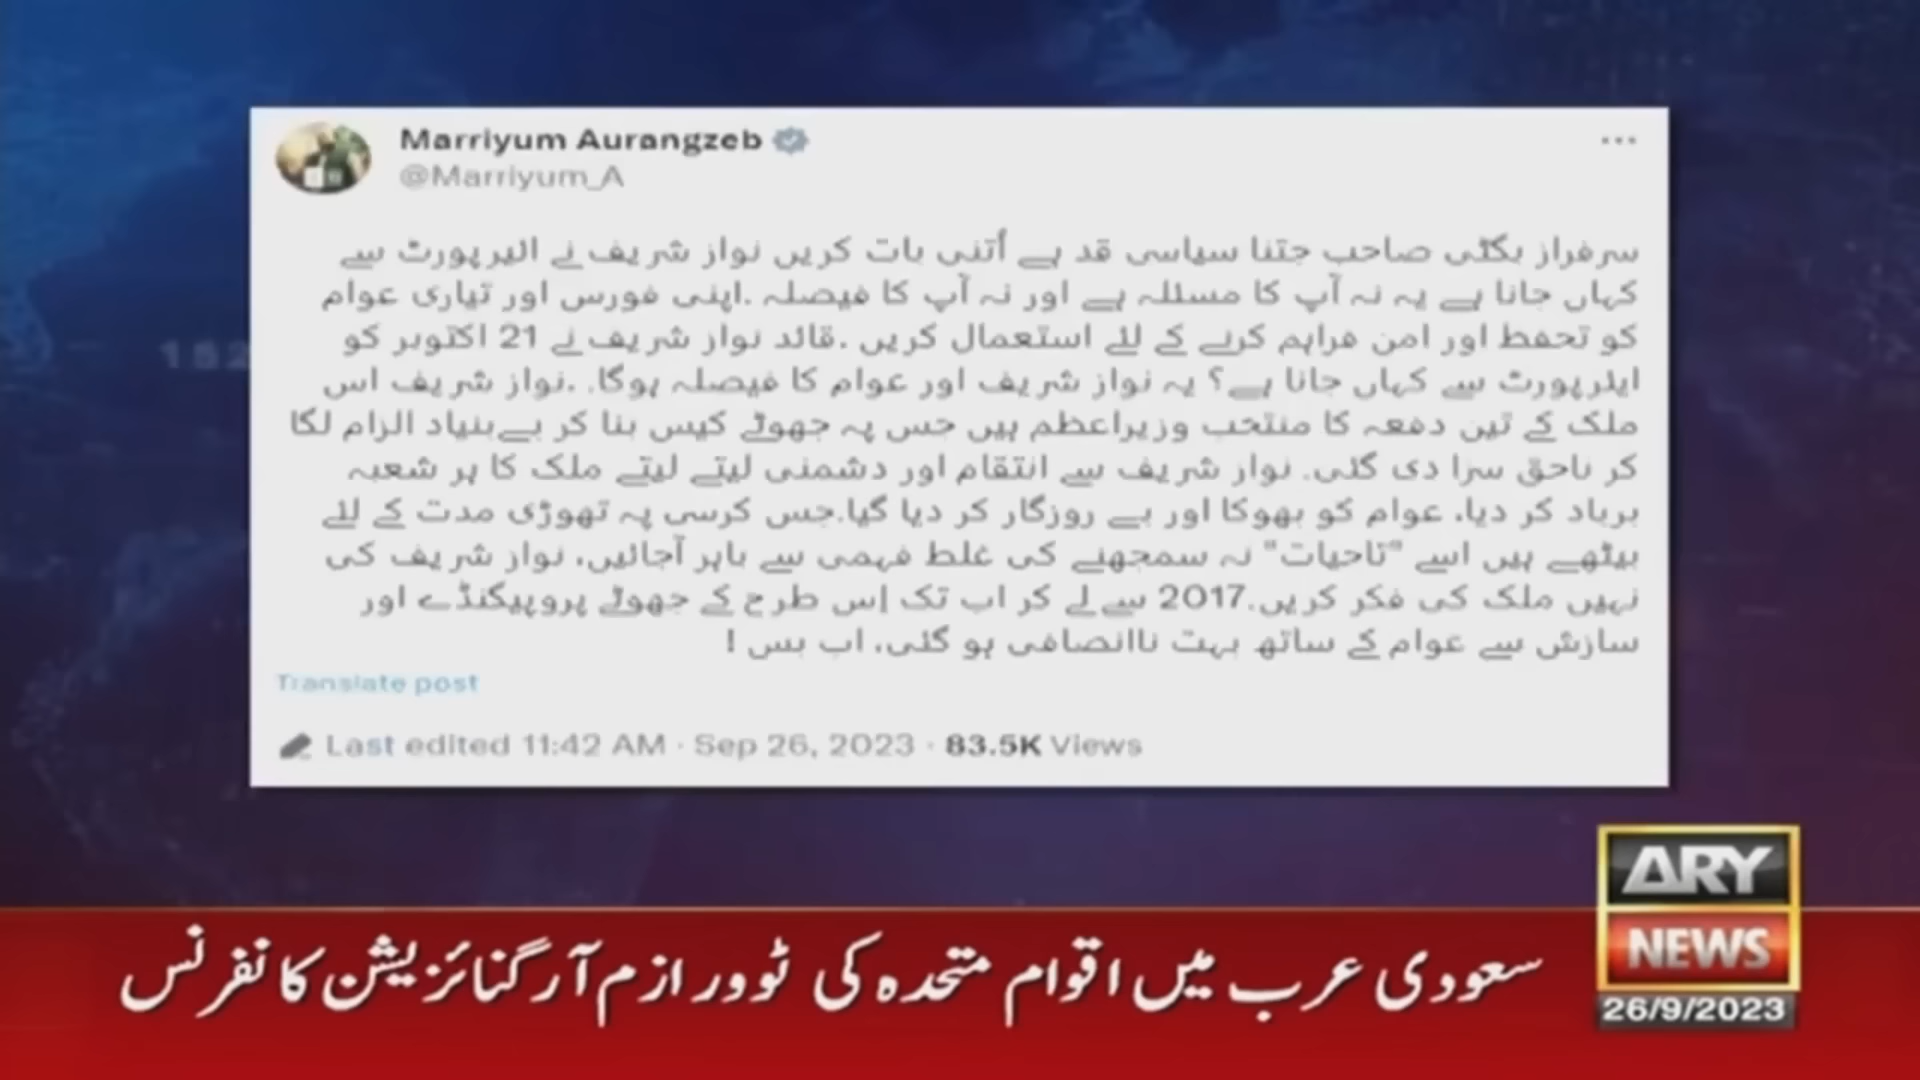 Marriyum Aurangzeb
@Marriyum_A
سرفراز بگٹی صاحب جتنا سیاسی قد ہے اُتنی بات کریں نواز شریف نے ائیرپورٹ سے
کہاں جانا ہے یہ نہ آپ کا مسئلہ ہے اور نہ آپ کا فیصلہ .اپنی فورس اور تیاری عوام
کو تحفظ اور امن فراہم کرنے کے لئے استعمال کریں .قائد نواز شریف نے 21 اکتوبر کو
ایئرپورٹ سے کہاں جانا ہے؟ یہ نواز شریف اور عوام کا فیصلہ ہوگا. .نواز شریف اس
ملک کے تین دفعہ کا منتخب وزیراعظم ہیں جس پہ جھوٹے کیس بنا کر بےبنیاد الزام لگا
کر ناحق سزا دی گئی. نواز شریف سے انتقام اور دشمنی لیتے لیتے ملک کا ہر شعبہ
برباد کر دیا، عوام کو بھوکا اور بے روزگار کر دیا گیا.جس کرسی پہ تھوڑی مدت کے لئے
بیٹھے ہیں اسے "تاحیات" نہ سمجھنے کی غلط فہمی سے باہر آجائیں، نواز شریف کی
نہیں ملک کی فکر کریں.2017 سے لے کر اب تک اِس طرح کے جھوٹے پروپیگنڈے اور
سازش سے عوام کے ساتھ بہت ناانصافی ہو گئی، اب بس !
Translate post
Last edited 11:42 AM · Sep 26, 2023 · 83.5K Views
ARY
NEWS
26/9/2023
سعودی عرب میں اقوام متحدہ کی ٹوورازم آرگنائزیشن کانفرنس